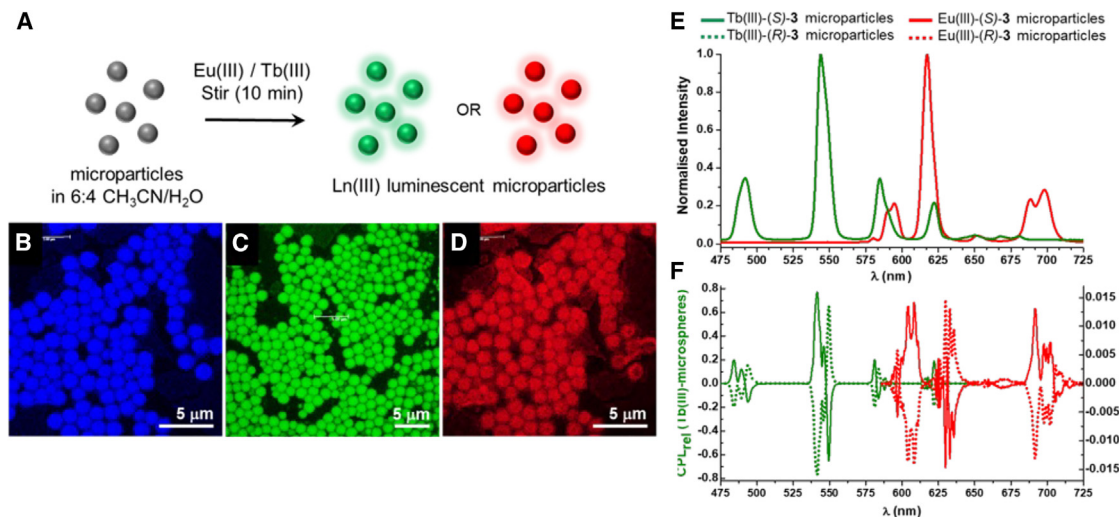 A
Eu(III) / Tb(III)
Stir (10 min)
OR
microparticles
in 6:4 CH₃CN/H₂O
Ln(III) luminescent microparticles
B
5 μm
C
D
5 μm
E
Tb(III)-(S)-3 microparticles
Tb(III)-(R)-3 microparticles
Eu(III)-(S)-3 microparticles
Eu(III)-(R)-3 microparticles
Normalised Intensity
1.0
0.8
0.6
0.4
0.2
0.0
475 500 525 550 575 600 625 650 675 700 725
λ (nm)
F
CPLrel (Tb(III)-microspheres)
0.8
0.6
0.4
0.2
0.0
-0.2
-0.4
-0.6
-0.8
0.015
0.010
0.005
0.000
-0.005
-0.010
-0.015
475 500 525 550 575 600 625 650 675 700 725
λ (nm)